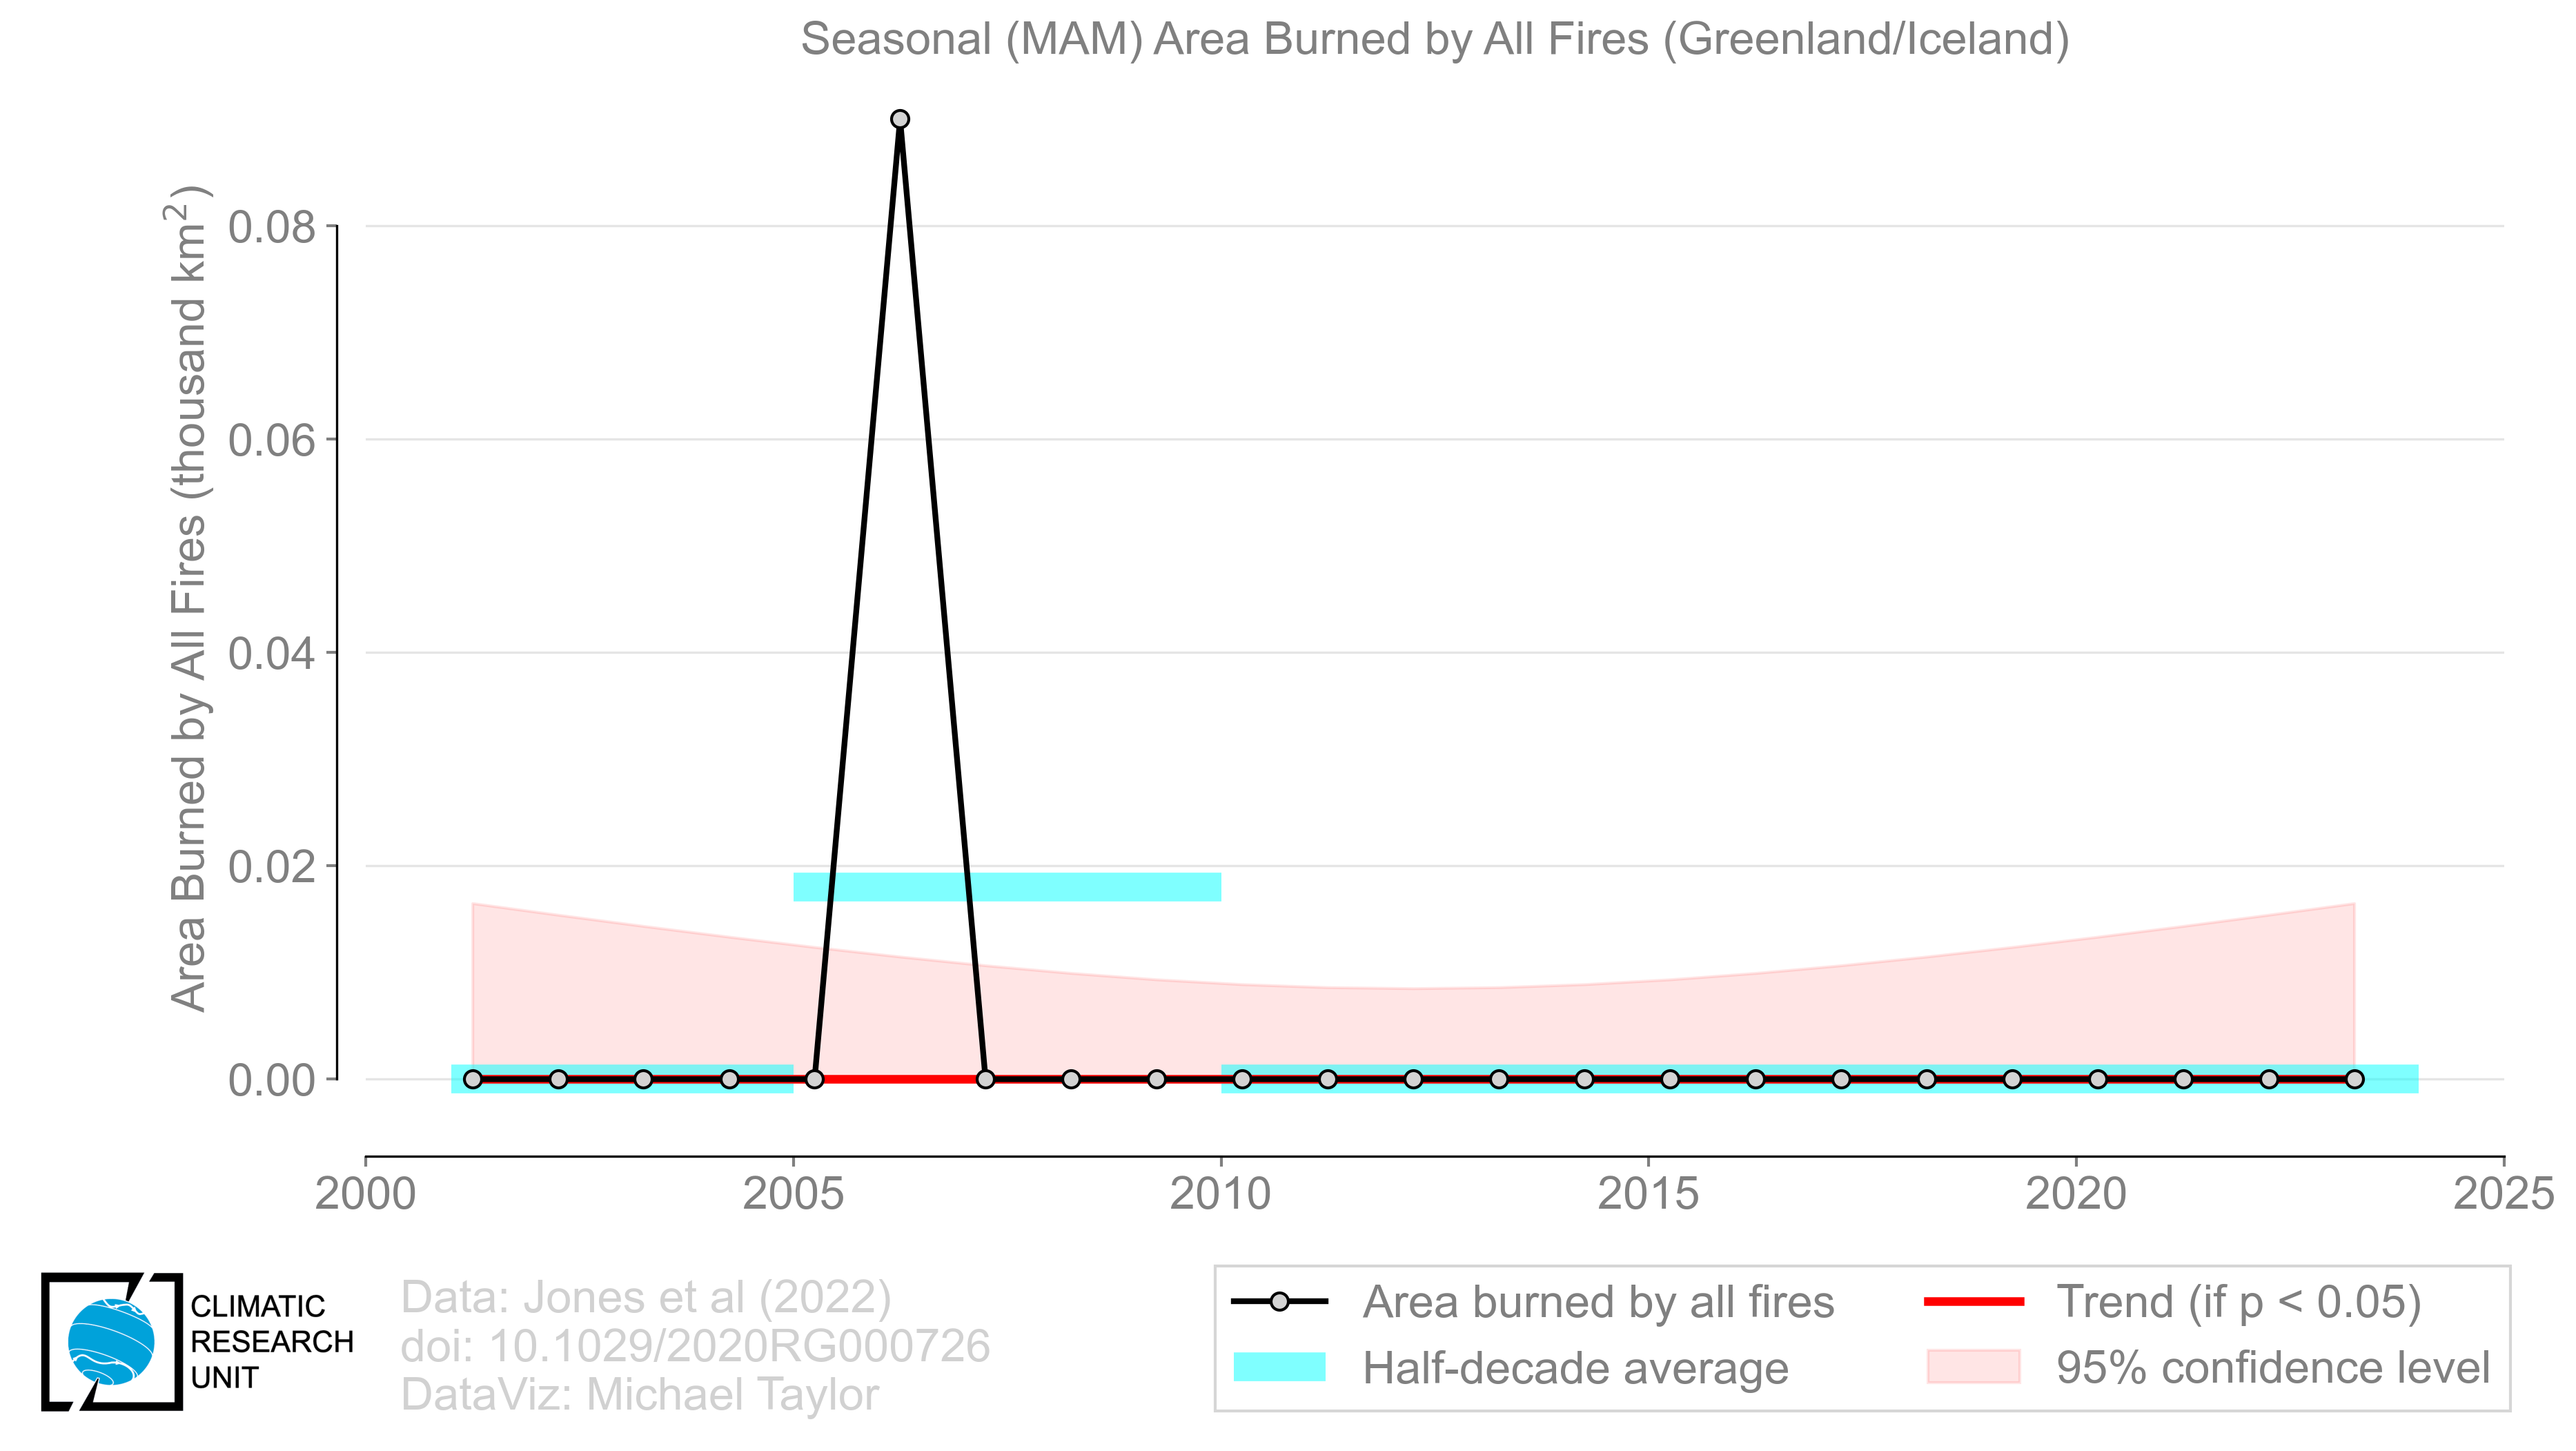 Seasonal (MAM) Area Burned by All Fires (Greenland/Iceland)
Area Burned by All Fires (thousand km²)
0.08
0.06
0.04
0.02
0.00
2000 2005 2010 2015 2020 2025
CLIMATIC
RESEARCH
UNIT
Data: Jones et al (2022)
doi: 10.1029/2020RG000726
DataViz: Michael Taylor
Area burned by all fires
Half-decade average
Trend (if p < 0.05)
95% confidence level